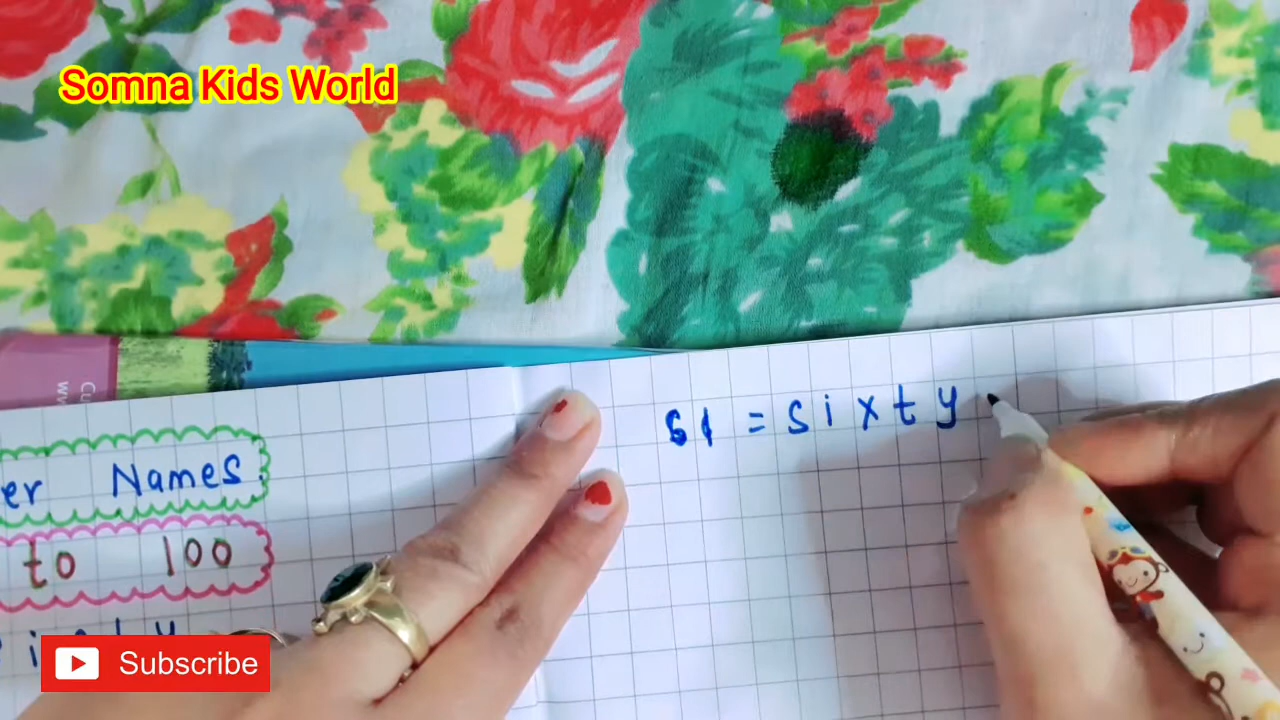 Somna Kids World
61 = sixty
er Names
to 100
Subscribe